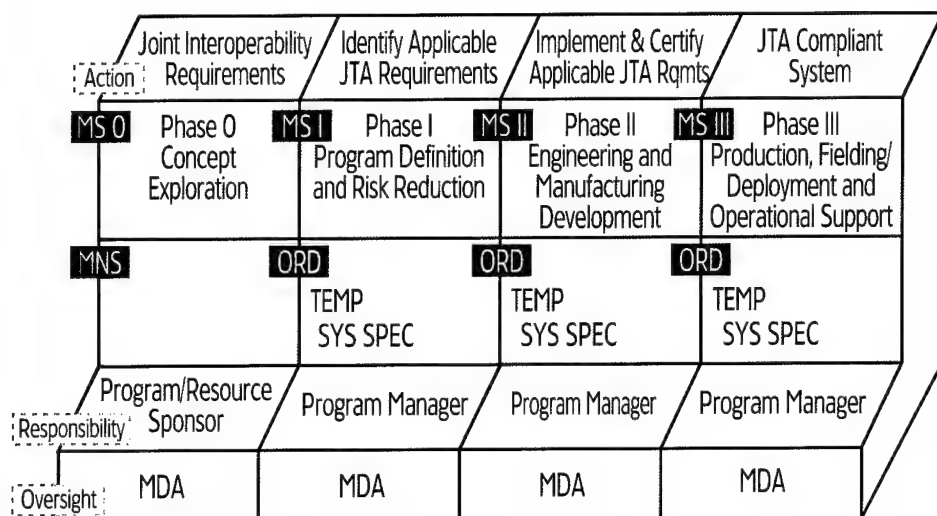 Joint Interoperability
Requirements
Identify Applicable
JTA Requirements
Implement & Certify
Applicable JTA Rqmts
JTA Compliant
System
Action
MS 0
Phase 0
Concept
Exploration
MS I
Phase I
Program Definition
and Risk Reduction
MS II
Phase II
Engineering and
Manufacturing
Development
MS III
Phase III
Production, Fielding/
Deployment and
Operational Support
MNS
ORD
TEMP
SYS SPEC
ORD
TEMP
SYS SPEC
ORD
TEMP
SYS SPEC
Program/Resource
Sponsor
Program Manager
Program Manager
Program Manager
Responsibility
MDA
MDA
MDA
MDA
Oversight